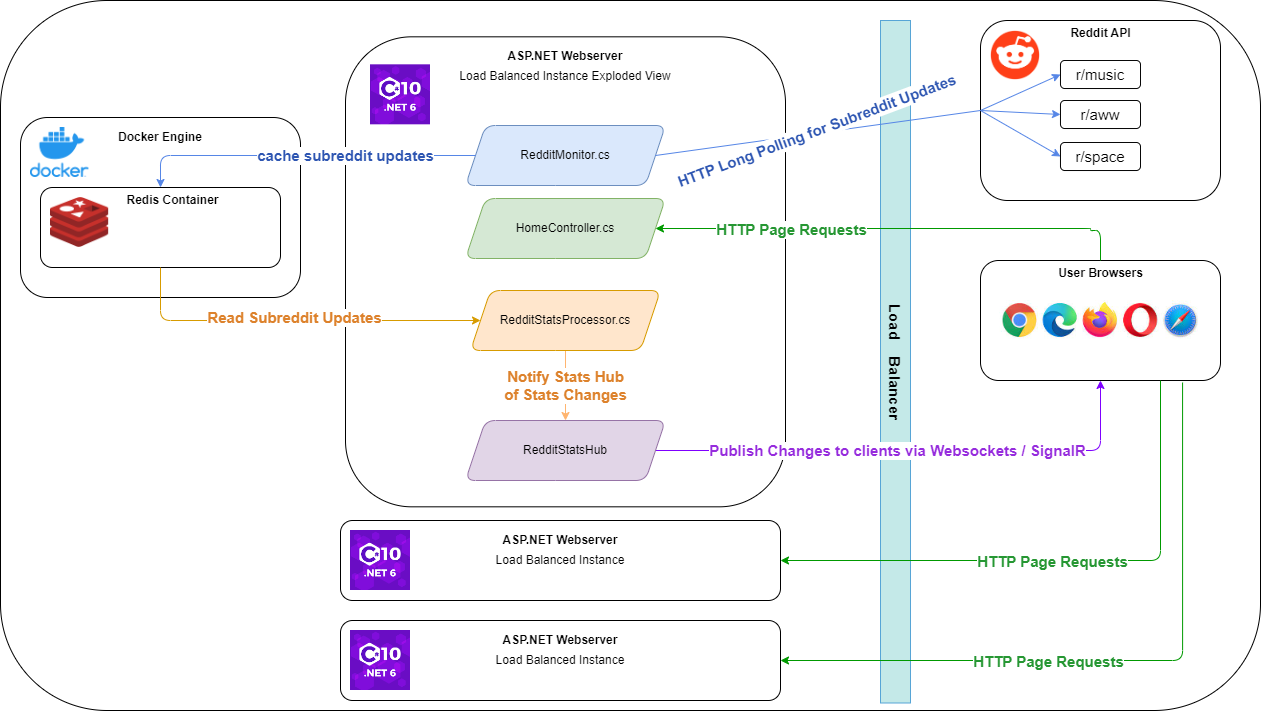 ASP.NET Webserver
Load Balanced Instance Exploded View
C 10
.NET 6
Reddit API
r/music
r/aww
r/space
docker
Docker Engine
Redis Container
cache subreddit updates
RedditMonitor.cs
HTTP Long Polling for Subreddit Updates
HomeController.cs
HTTP Page Requests
User Browsers
Read Subreddit Updates
RedditStatsProcessor.cs
Notify Stats Hub
of Stats Changes
Load Balancer
RedditStatsHub
Publish Changes to clients via Websockets / SignalR
ASP.NET Webserver
Load Balanced Instance
C 10
.NET 6
HTTP Page Requests
ASP.NET Webserver
Load Balanced Instance
C 10
.NET 6
HTTP Page Requests